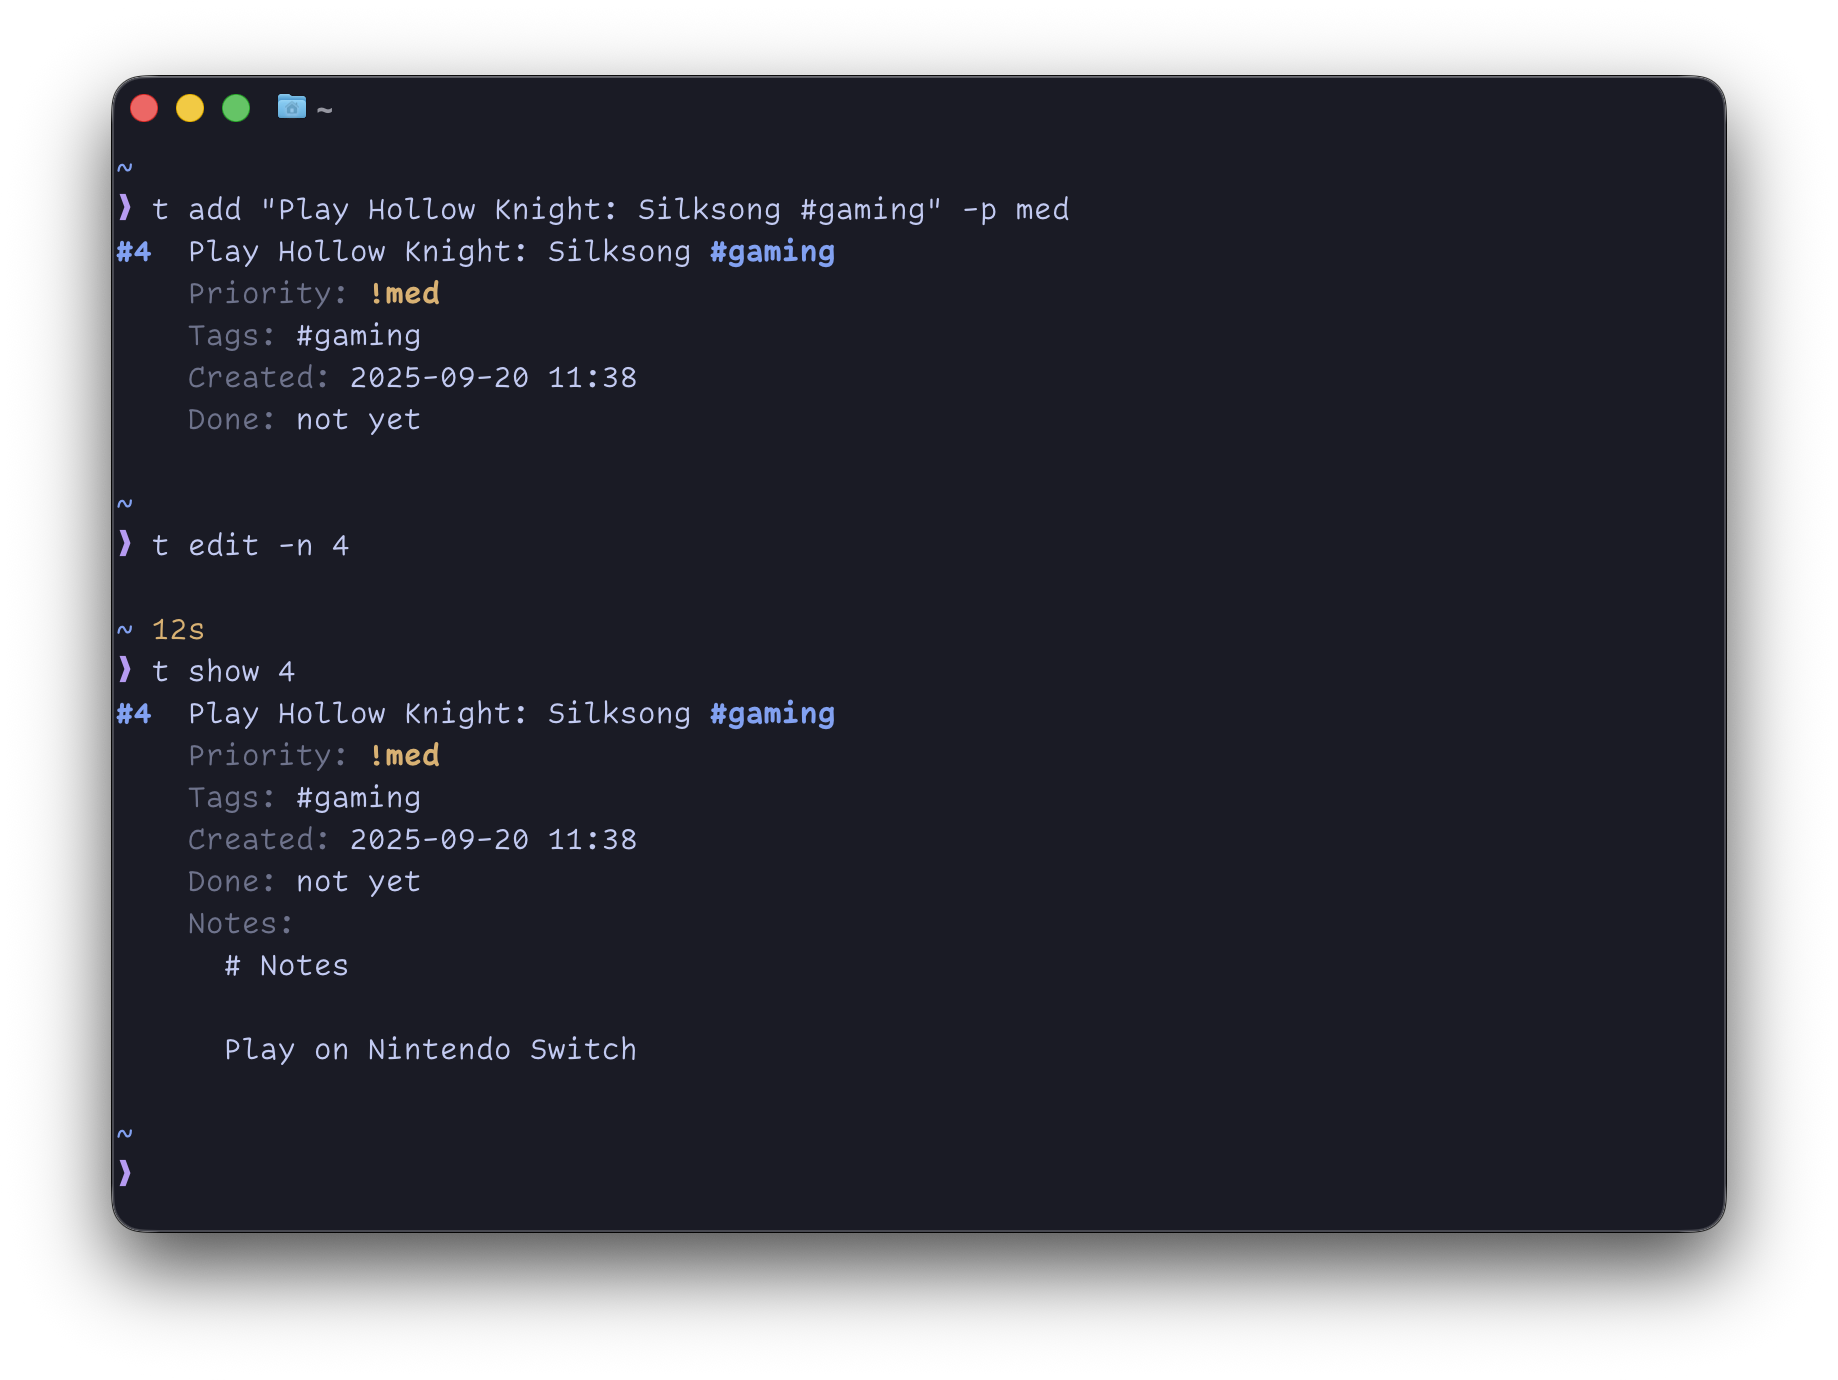 ~
~
❱ t add "Play Hollow Knight: Silksong #gaming" -p med
#4  Play Hollow Knight: Silksong #gaming
    Priority: !med
    Tags: #gaming
    Created: 2025-09-20 11:38
    Done: not yet
~
❱ t edit -n 4
~ 12s
❱ t show 4
#4  Play Hollow Knight: Silksong #gaming
    Priority: !med
    Tags: #gaming
    Created: 2025-09-20 11:38
    Done: not yet
    Notes:
      # Notes
      Play on Nintendo Switch
~
❱